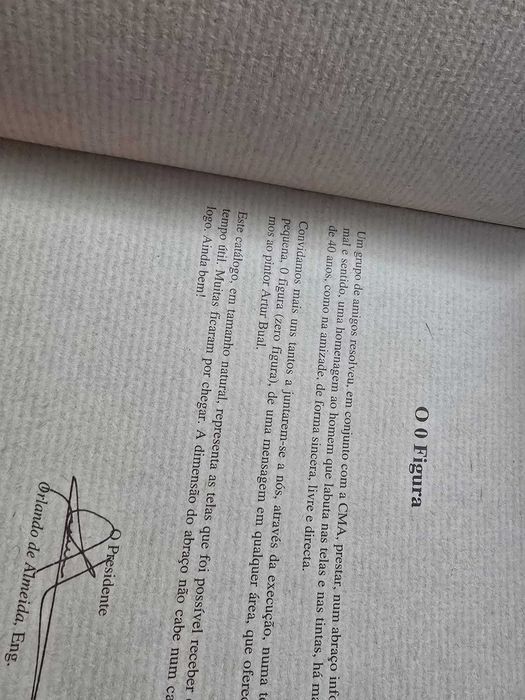 O 0 Figura
Um grupo de amigos resolveu, em conjunto com a CMA, prestar, num abraço
mal e sentido, uma homenagem ao homem que labuta nas telas e nas tintas, há
de 40 anos, como na amizade, de forma sincera, livre e directa.
Convidamos mais uns tantos a juntarem-se a nós, através da execução, numa
pequena, 0 figura (zero figura), de uma mensagem em qualquer área, que
mos ao pintor Artur Bual.
Este catálogo, em tamanho natural, representa as telas que foi possível receber
tempo útil. Muitas ficaram por chegar. A dimensão do abraço não cabe num
logo. Ainda bem!
O Presidente
Orlando de Almeida, Eng.